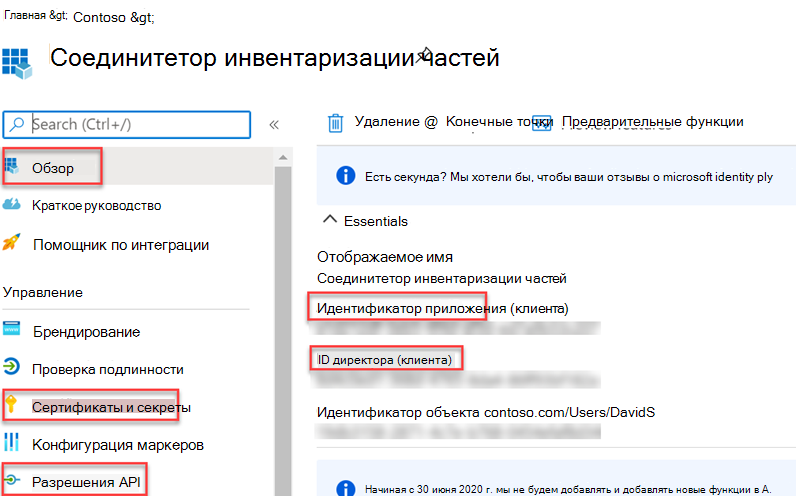 Главная &gt; Contoso &gt;
Соединитетор инвентаризации частей
Search (Ctrl+/)
«
Удаление @ Конечные точки Предварительные функции
Обзор
Есть секунда? Мы хотели бы, чтобы ваши отзывы о microsoft identity ply
Краткое руководство
Essentials
Помощник по интеграции
Отображаемое имя
Соединитетор инвентаризации частей
Управление
Идентификатор приложения (клиента)
Брендирование
ID директора (клиента)
Проверка подлинности
Сертификаты и секреты
Идентификатор объекта contoso.com/Users/DavidS
Конфигурация маркеров
Разрешения API
Начиная с 30 июня 2020 г. мы не будем добавлять и добавлять новые функции в A.